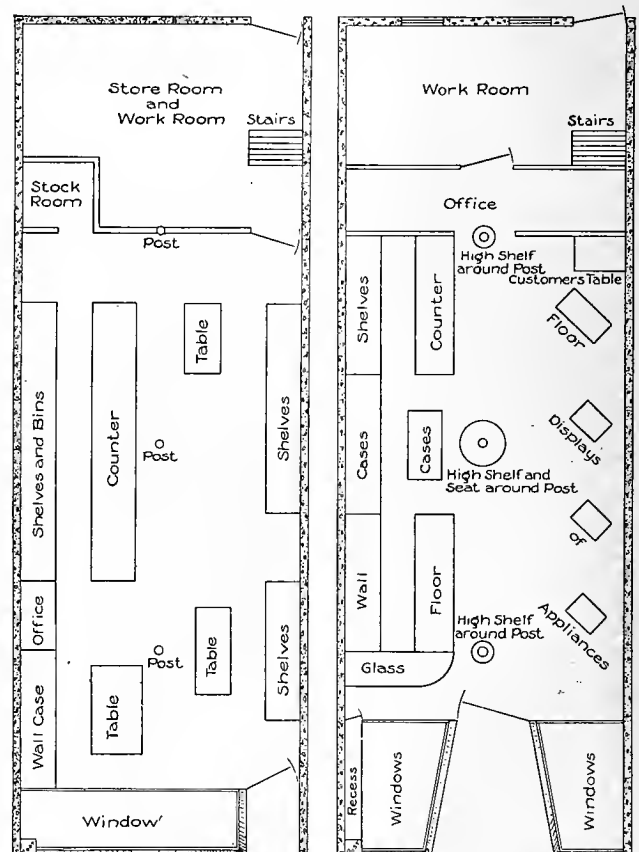 Store Room
and
Work Room
Stairs
Stock
Room
Post
Table
Shelves and Bins
Counter
Post
Shelves
Office
Post
Table
Shelves
Wall Case
Table
Window
Work Room
Stairs
Office
High Shelf
around Post
Customers Table
Shelves
Counter
Floor
Cases
Cases
High Shelf and
Seat around Post
Displays
of
Wall
Floor
High Shelf
around Post
Appliances
Glass
Recess
Windows
Windows